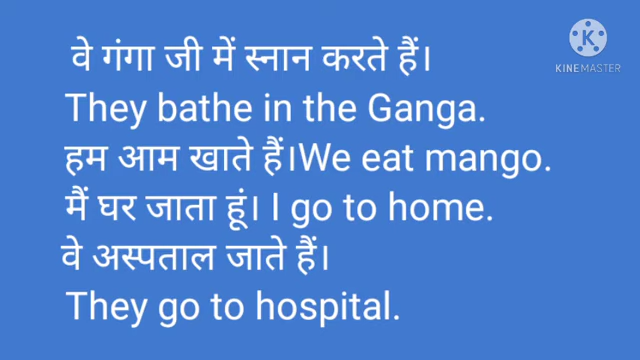 वे गंगा जी में स्नान करते हैं।
They bathe in the Ganga.
हम आम खाते हैं।We eat mango.
मैं घर जाता हूं। I go to home.
वे अस्पताल जाते हैं।
They go to hospital.
K
KINEMASTER